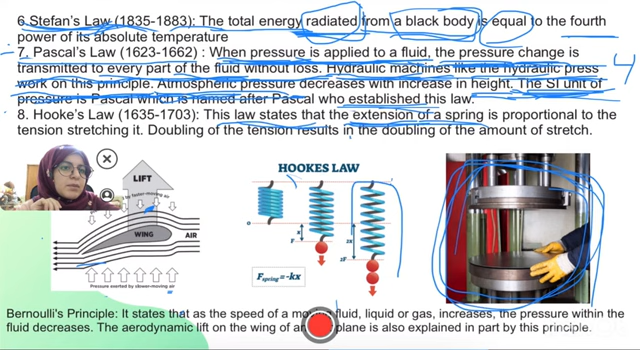 6 Stefan's Law (1835-1883): The total energy radiated from a black body is equal to the fourth
power of its absolute temperature
7. Pascal's Law (1623-1662) : When pressure is applied to a fluid, the pressure change is
transmitted to every part of the fluid without loss. Hydraulic machines like the hydraulic press
work on this principle. Atmospheric pressure decreases with increase in height. The SI unit of
pressure is Pascal which is named after Pascal who established this law.
4
8. Hooke's Law (1635-1703): This law states that the extension of a spring is proportional to the
tension stretching it. Doubling of the tension results in the doubling of the amount of stretch.
LIFT
faster-moving air
WING
AIR
Pressure exerted by slower-moving air
HOOKES LAW
0
x
F
2x
2F
Fspring=-kx
Bernoulli's Principle: It states that as the speed of a moving fluid, liquid or gas, increases, the pressure within the
fluid decreases. The aerodynamic lift on the wing of an plane is also explained in part by this principle.